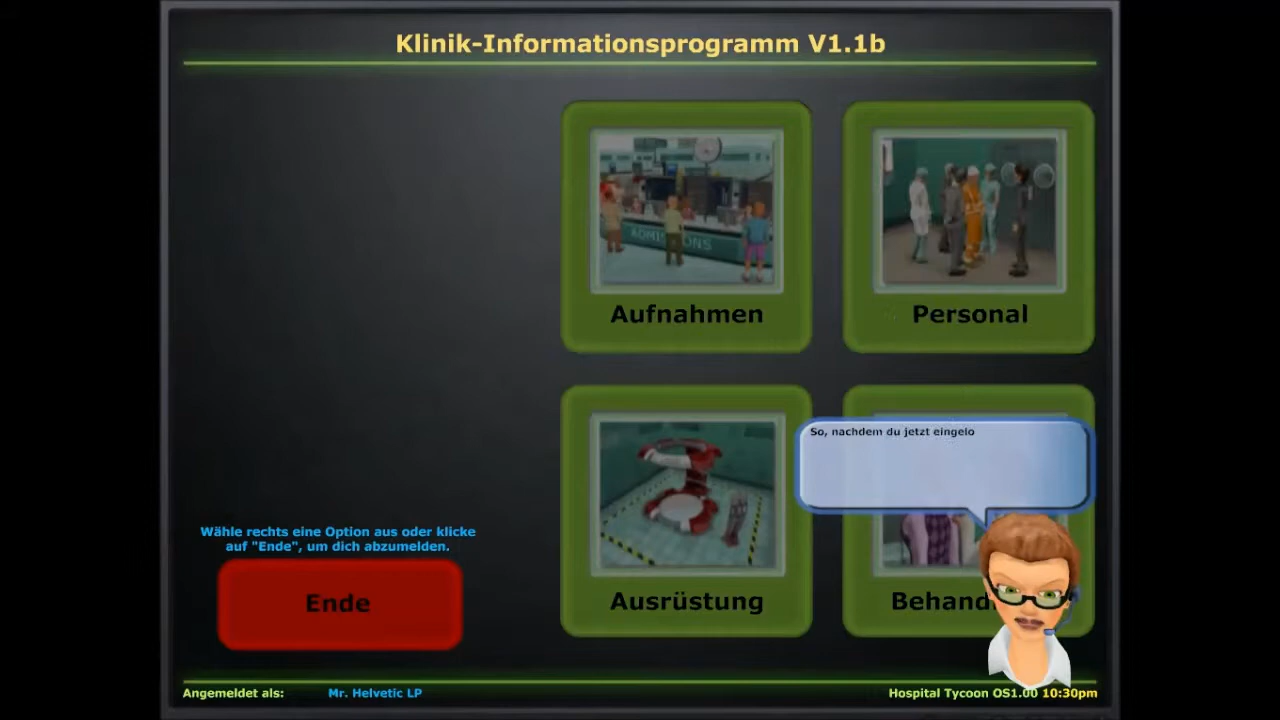 Klinik-Informationsprogramm V1.1b
ADMISSIONS
Aufnahmen
Personal
So, nachdem du jetzt eingelo
Wähle rechts eine Option aus oder klicke
auf "Ende", um dich abzumelden.
Ende
Ausrüstung
Behand
Angemeldet als: Mr. Helvetic LP
Hospital Tycoon OS1.00 10:30pm